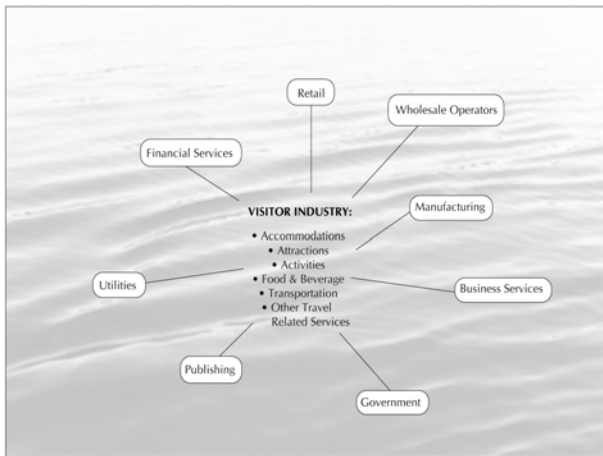 Retail
Wholesale Operators
Financial Services
VISITOR INDUSTRY:
Manufacturing
• Accommodations
• Attractions
• Activities
• Food & Beverage
• Transportation
• Other Travel
Related Services
Utilities
Business Services
Publishing
Government